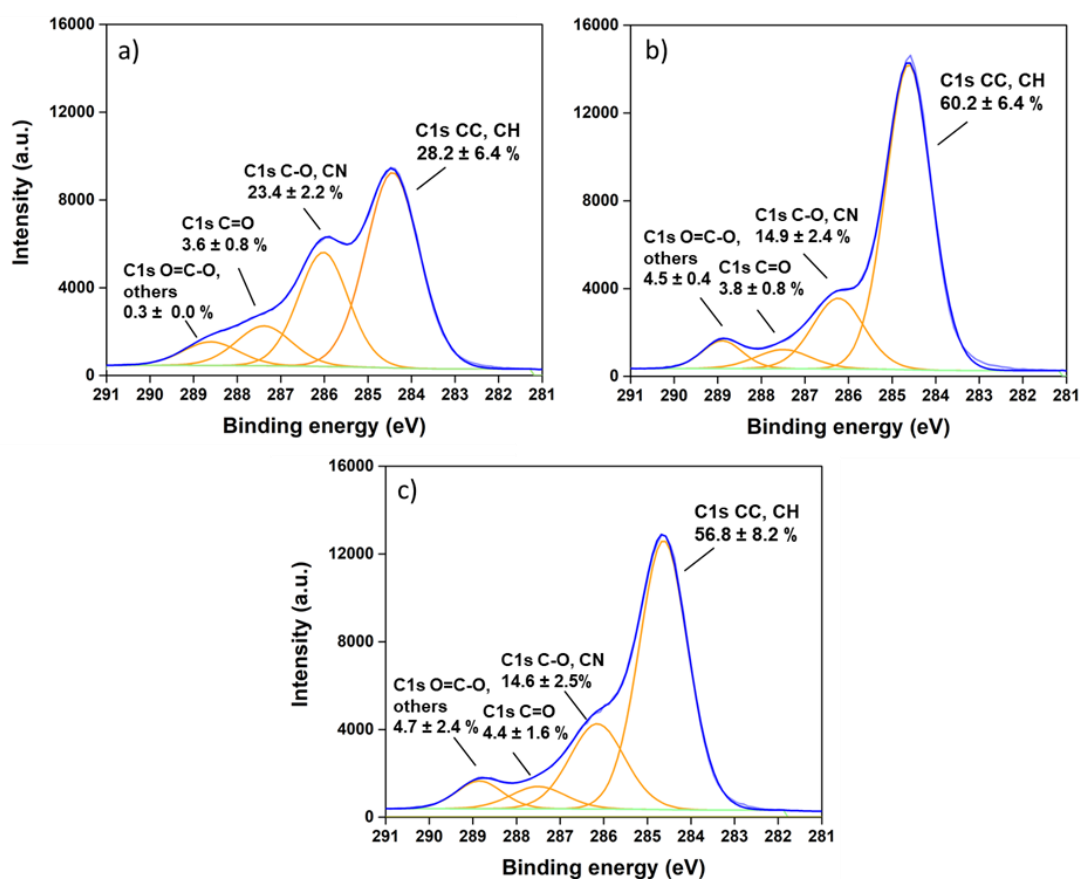 a)
16000
12000
8000
4000
0
Intensity (a.u.)
C1s CC, CH
28.2 ± 6.4 %
C1s C-O, CN
23.4 ± 2.2 %
C1s C=O
3.6 ± 0.8 %
C1s O=C-O,
others
0.3 ± 0.0 %
291 290 289 288 287 286 285 284 283 282 281
Binding energy (eV)
b)
16000
12000
8000
4000
0
Intensity (a.u.)
C1s CC, CH
60.2 ± 6.4 %
C1s C-O, CN
14.9 ± 2.4 %
C1s O=C-O,
others
4.5 ± 0.4
C1s C=O
3.8 ± 0.8 %
291 290 289 288 287 286 285 284 283 282 281
Binding energy (eV)
c)
16000
12000
8000
4000
0
Intensity (a.u.)
C1s CC, CH
56.8 ± 8.2 %
C1s C-O, CN
14.6 ± 2.5%
C1s O=C-O,
others
4.7 ± 2.4 %
C1s C=O
4.4 ± 1.6 %
291 290 289 288 287 286 285 284 283 282 281
Binding energy (eV)